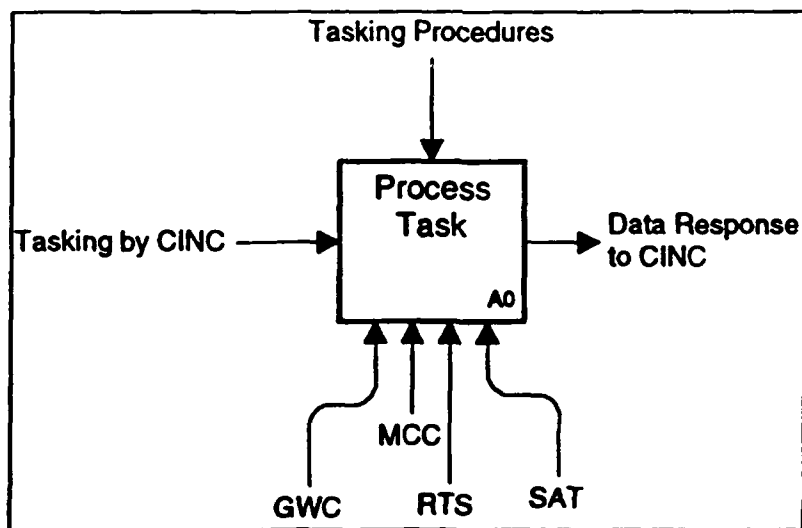 Tasking Procedures
Process
Task
Tasking by CINC
Data Response
to CINC
A0
MCC
GWC
RTS
SAT